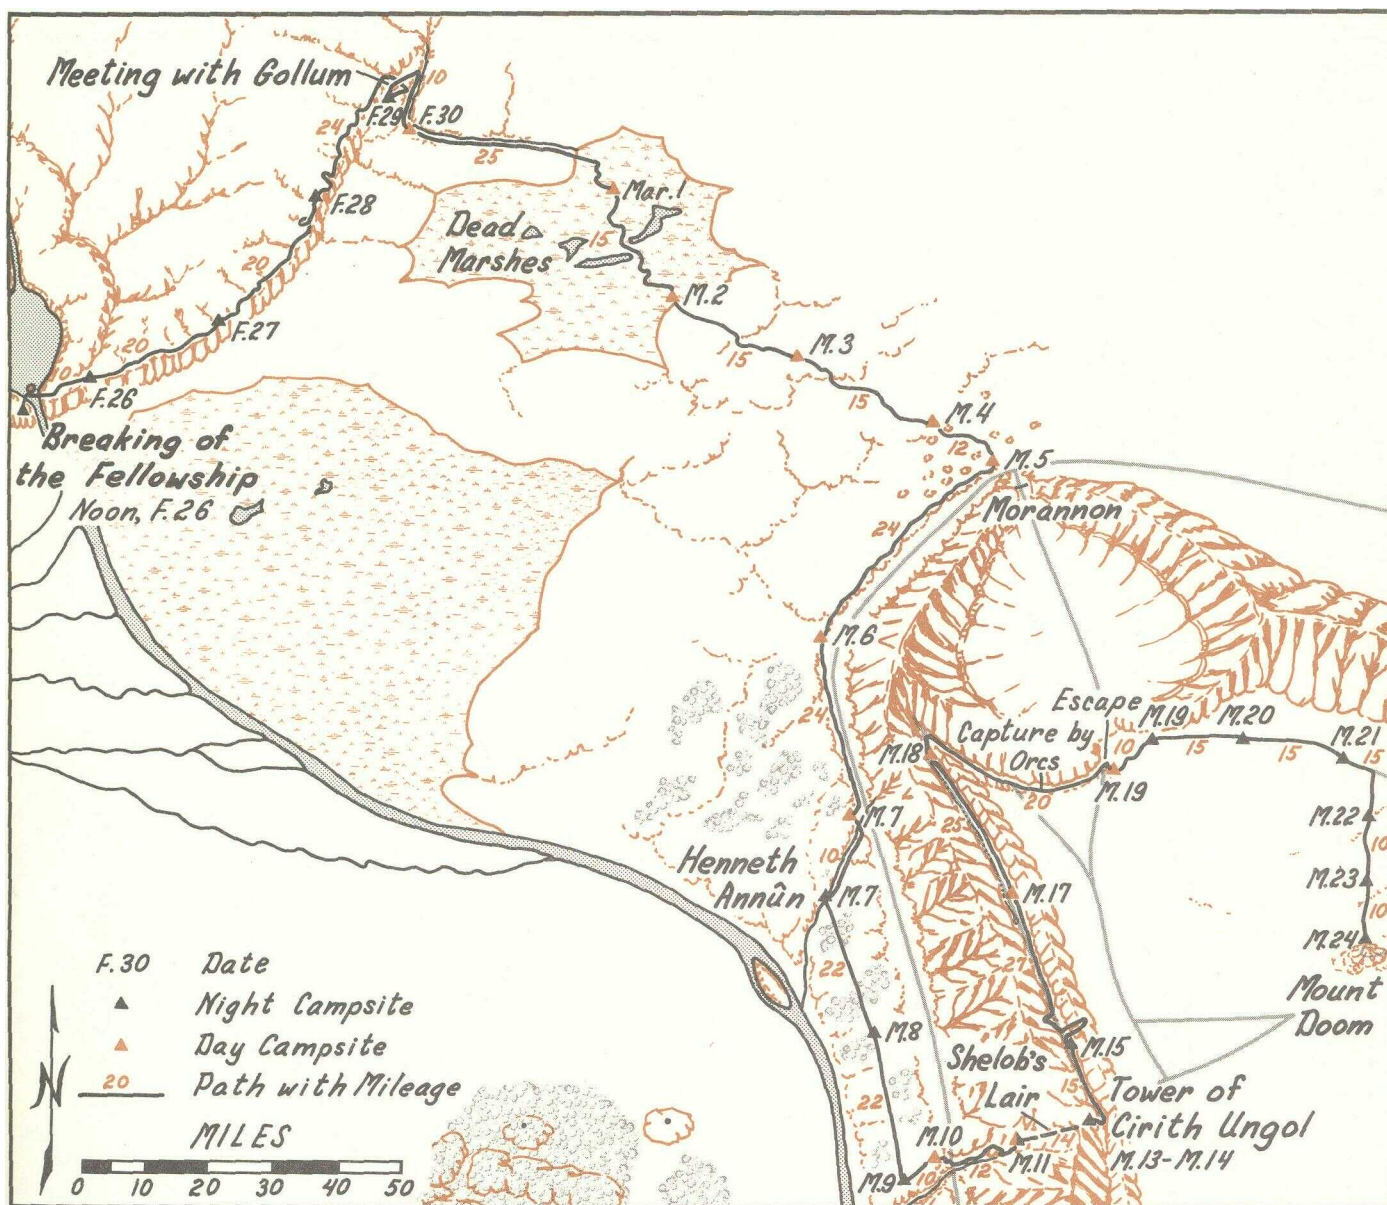 Meeting with Gollum
10
F.29 F.30
24
25
F.28
Mar.1
Dead
Marshes
15
20
M.2
F.27
20
15
M.3
10
F.26
15
M.4
12
Breaking of
the Fellowship
Noon, F.26
M.5
Morannon
24
M.6
24
Escape
M.19
M.20
M.21
10
15
15
15
Capture by
Orcs
M.18
M.19
20
M.7
25
M.22
10
10
Henneth
Annûn
M.7
M.17
M.23
10
M.24
22
27
Mount
Doom
M.8
M.15
Shelob's
Lair
15
22
Tower of
Cirith Ungol
M.13-M.14
M.10
14
M.11
12
M.9
10
F.30 Date
Night Campsite
Day Campsite
20 Path with Mileage
N
MILES
0 10 20 30 40 50